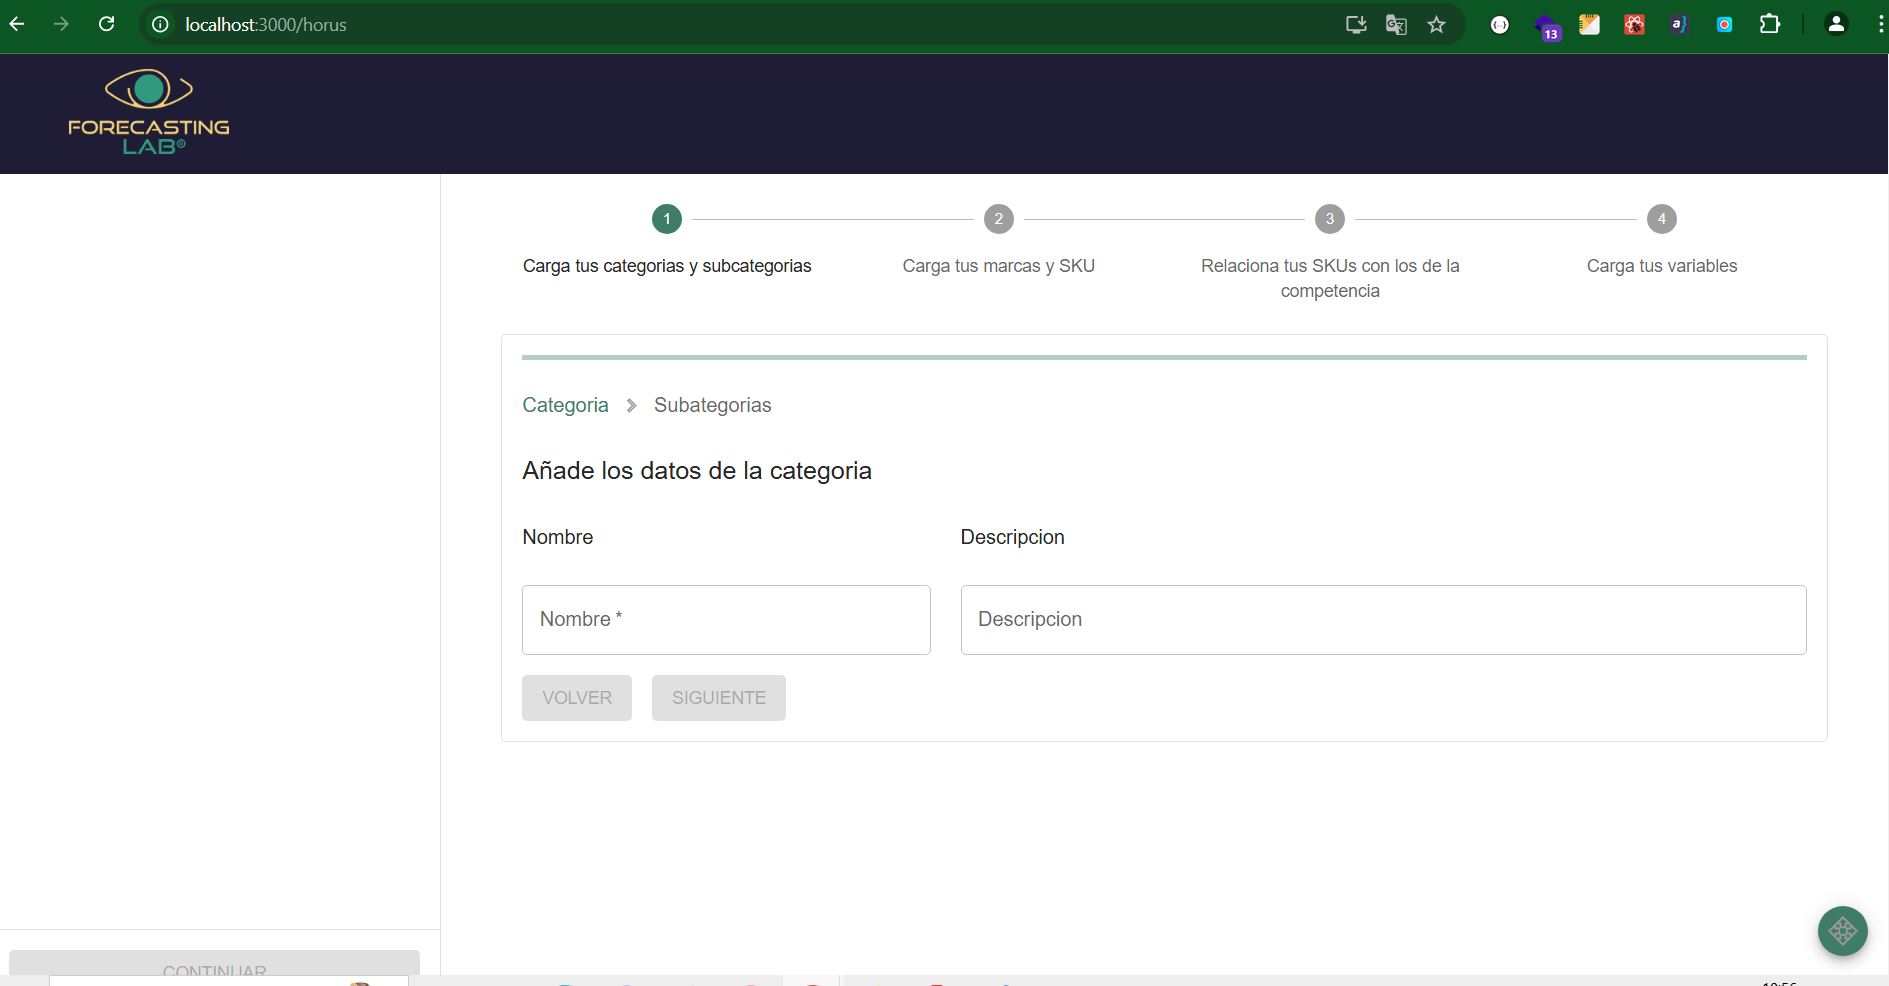 localhost:3000/horus
13
a}
FORECASTING
LAB®
1
2
3
4
Carga tus categorias y subcategorias
Carga tus marcas y SKU
Relaciona tus SKUs con los de la
competencia
Carga tus variables
Categoria
Subategorias
Añade los datos de la categoria
Nombre
Descripcion
Nombre *
Descripcion
VOLVER
SIGUIENTE
CONTINUAR